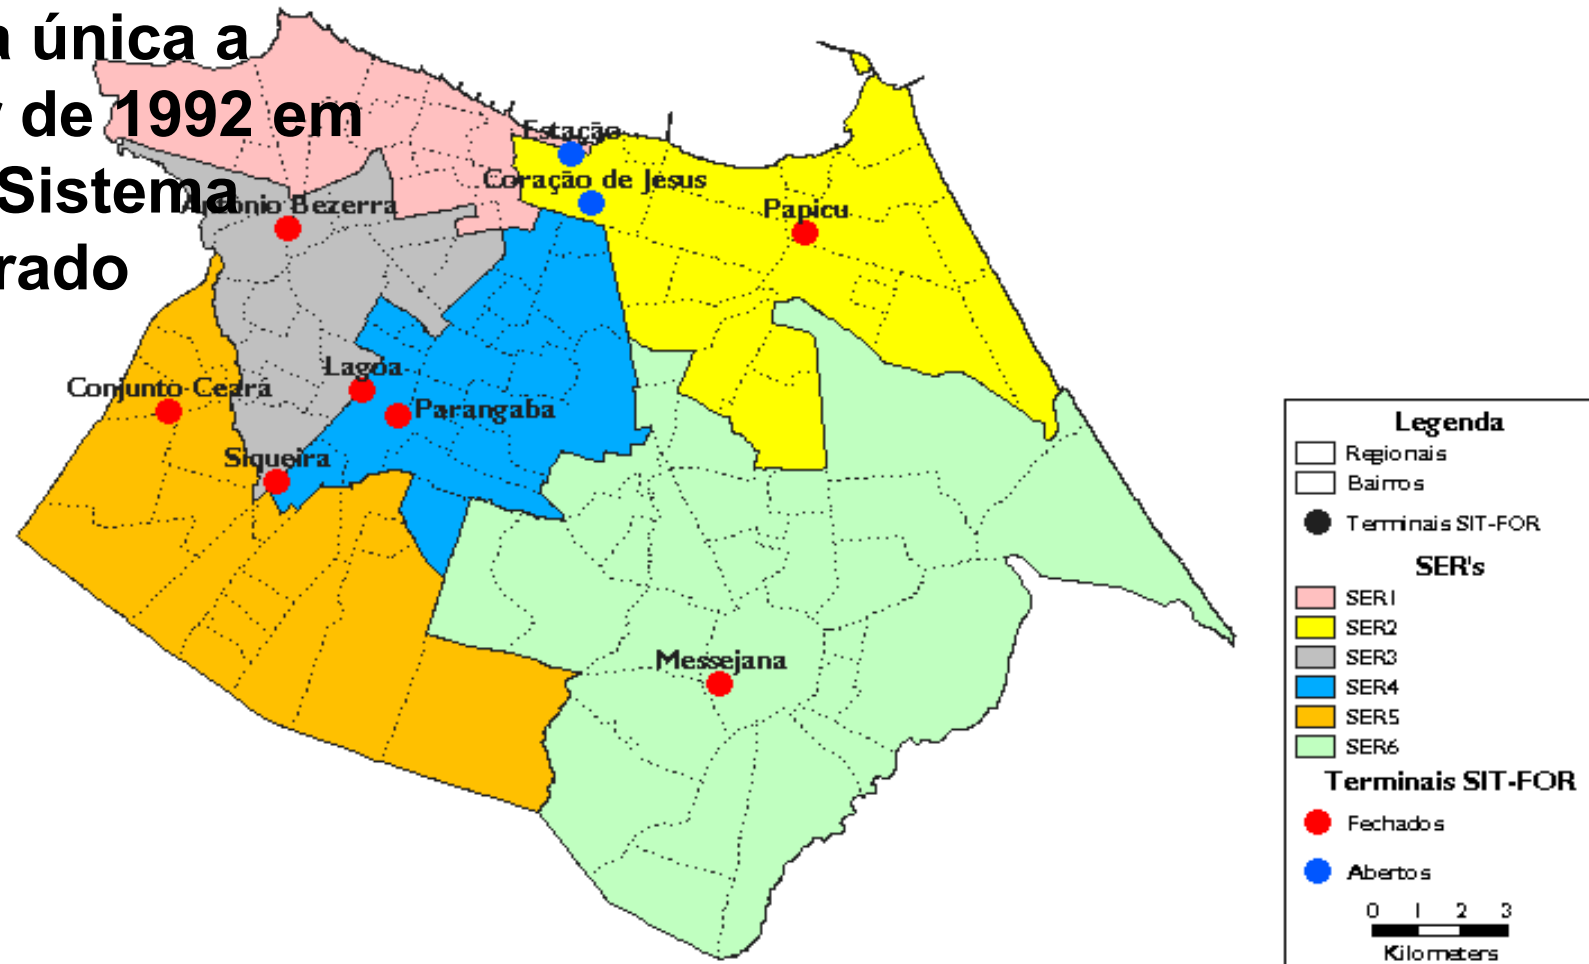 a única a
de 1992 em
Sistema
rado
Estação
Coração de Jesus
Antônio Bezerra
Papicu
Lagoa
Conjunto Ceará
Parangaba
Siqueira
Messejana
Legenda
Regionais
Bairros
Terminais SIT-FOR
SER's
SER1
SER2
SER3
SER4
SER5
SER6
Terminais SIT-FOR
Fechados
Abertos
0 1 2 3
Kilometers